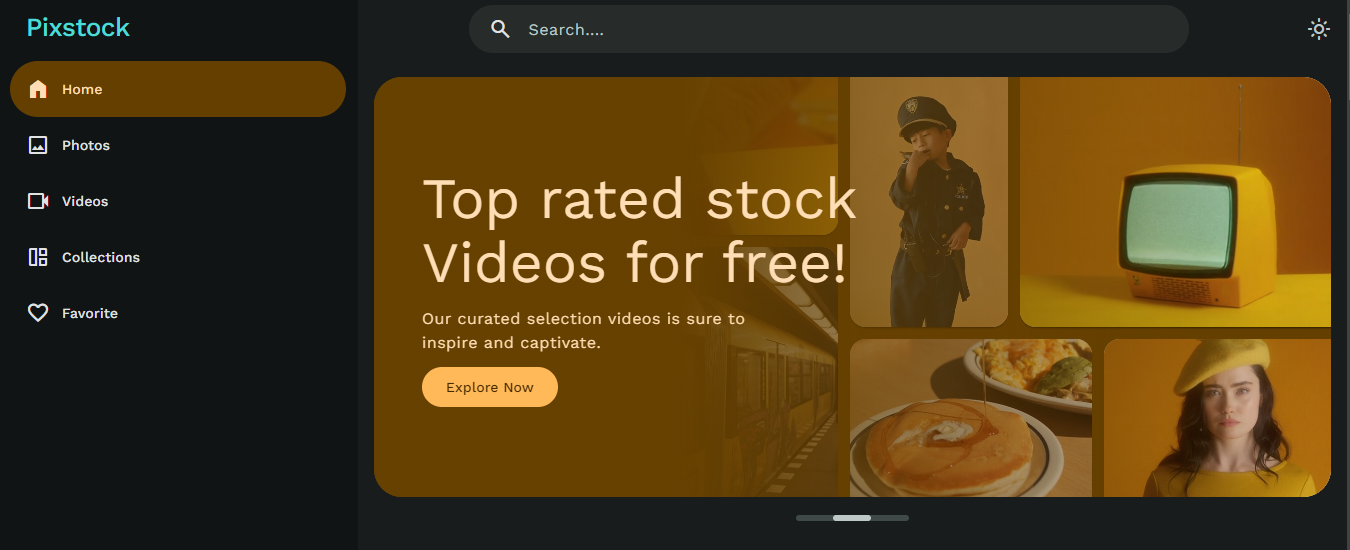 Pixstock
Search....
Home
Photos
Videos
Collections
Favorite
Top rated stock
Videos for free!
Our curated selection videos is sure to
inspire and captivate.
Explore Now